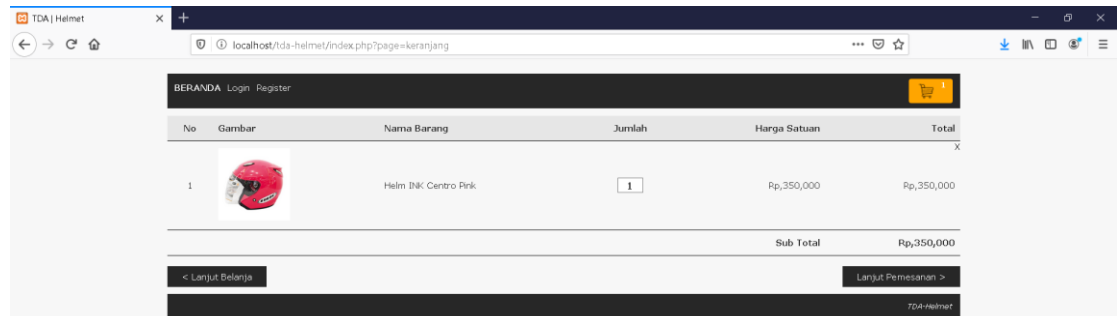 TDA | Helmet
localhost/tda-helmet/index.php?page=keranjang
BERANDA Login Register
1
No Gambar Nama Barang Jumlah Harga Satuan Total
X
1 Helm INK Centro Pink 1 Rp,350,000 Rp,350,000
Sub Total Rp,350,000
< Lanjut Belanja Lanjut Pemesanan >
TDA-Helmet